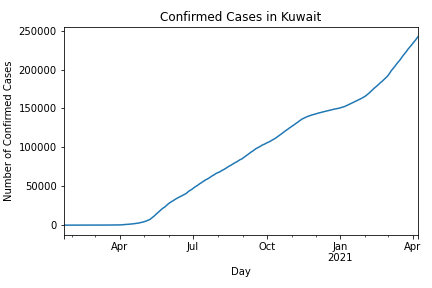 Confirmed Cases in Kuwait
250000
200000
150000
100000
50000
0
Number of Confirmed Cases
Apr Jul Oct Jan Apr
2021
Day